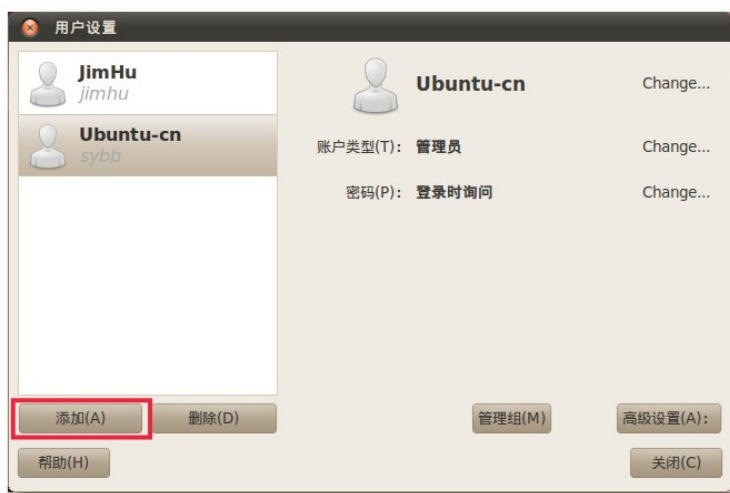 用户设置
JimHu
jimhu
Ubuntu-cn
sybb
Ubuntu-cn Change...
账户类型(T): 管理员 Change...
密码(P): 登录时询问 Change...
添加(A) 删除(D) 管理组(M) 高级设置(A):
帮助(H) 关闭(C)